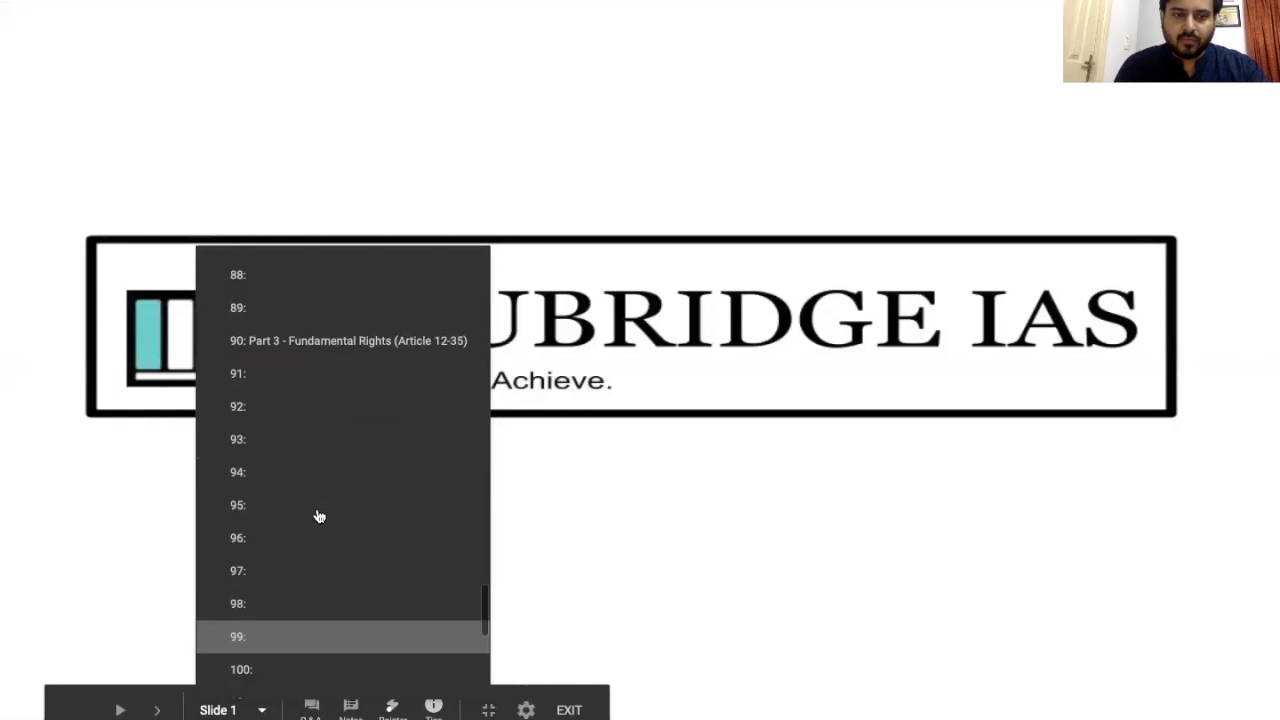 88:
89:
90: Part 3 - Fundamental Rights (Article 12-35)
91:
92:
93:
94:
95:
96:
97:
98:
99:
100:
UBRIDGE IAS
Achieve.
Slide 1
EXIT